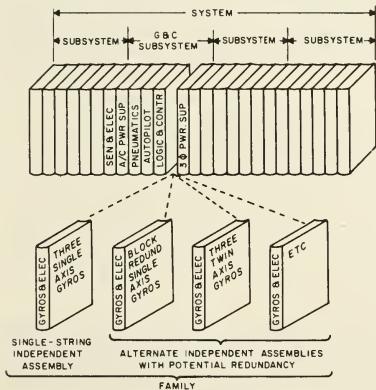 SYSTEM
G&C
SUBSYSTEM SUBSYSTEM SUBSYSTEM SUBSYSTEM
SEN & ELEC
A/C PWR SUP
PNEUMATICS
AUTOPILOT
LOGIC & CONTR
3Φ PWR. SUP
GYROS & ELEC
THREE
SINGLE
AXIS
GYROS
GYROS & ELEC
BLOCK
REDUND
SINGLE
AXIS
GYROS
GYROS & ELEC
THREE
TWIN
AXIS
GYROS
GYROS & ELEC
ETC
SINGLE-STRING
INDEPENDENT
ASSEMBLY
ALTERNATE INDEPENDENT ASSEMBLIES
WITH POTENTIAL REDUNDANCY
FAMILY